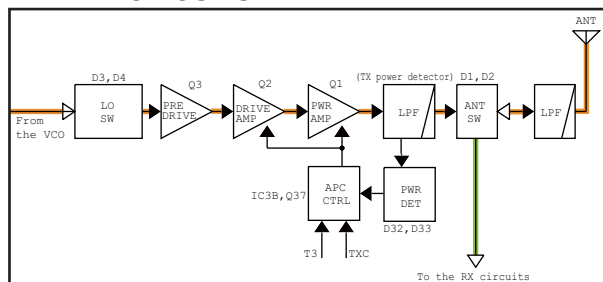 ANT
D3,D4
Q3
Q2
Q1
(TX power detector)
D1,D2
LO
SW
PRE
DRIVE
DRIVE
AMP
PWR
AMP
LPF
ANT
SW
LPF
From
the VCO
APC
CTRL
IC3B,Q37
PWR
DET
D32,D33
T3
TXC
To the RX circuits